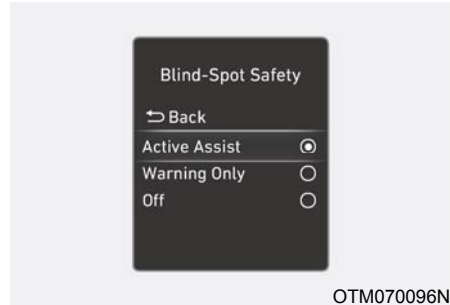 Blind-Spot Safety
Back
Active Assist
Warning Only
Off
OTM070096N